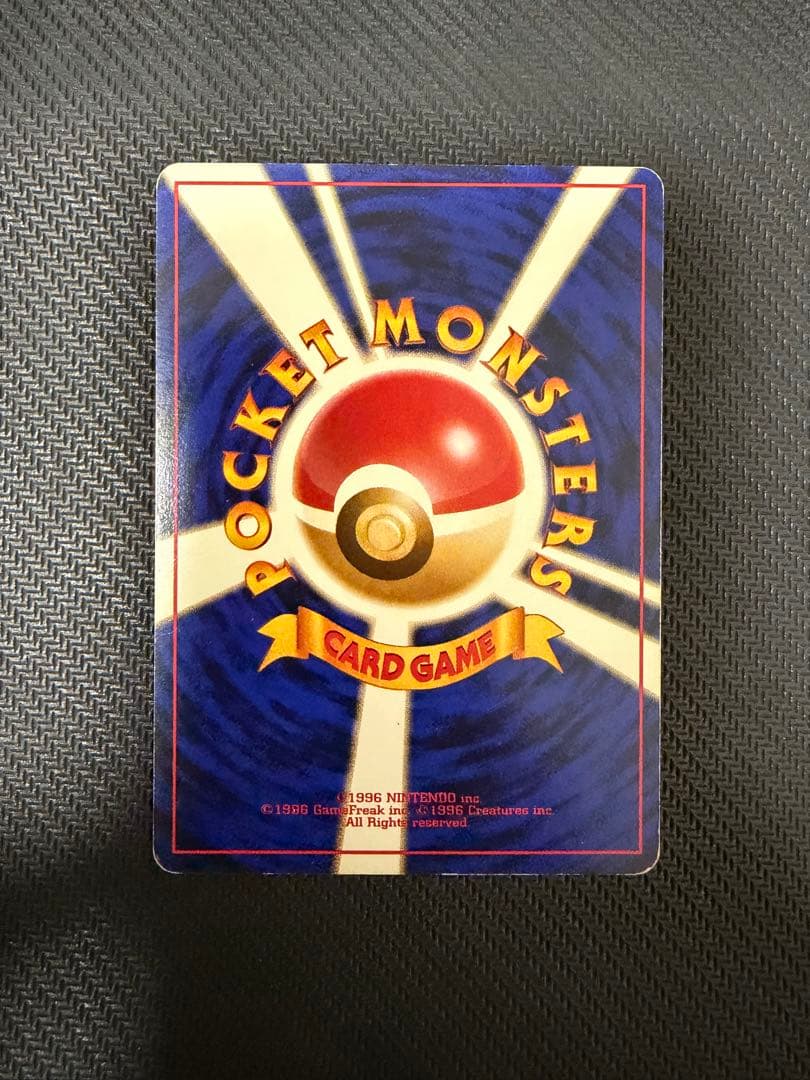 POCKET MONSTERS
CARD GAME
©1996 NINTENDO inc.
©1996 GameFreak inc. ©1996 Creatures inc.
All Rights reserved.